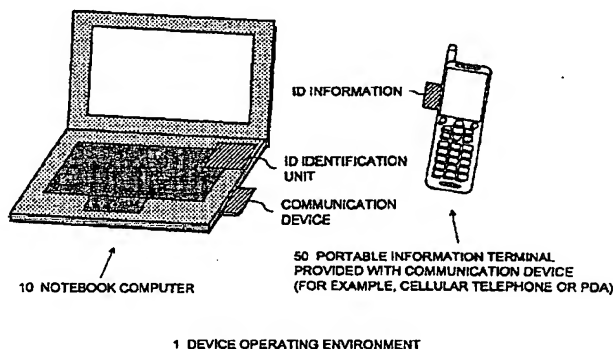 ID INFORMATION
ID IDENTIFICATION
UNIT
COMMUNICATION
DEVICE
10 NOTEBOOK COMPUTER
50 PORTABLE INFORMATION TERMINAL
PROVIDED WITH COMMUNICATION DEVICE
(FOR EXAMPLE, CELLULAR TELEPHONE OR PDA)
1 DEVICE OPERATING ENVIRONMENT